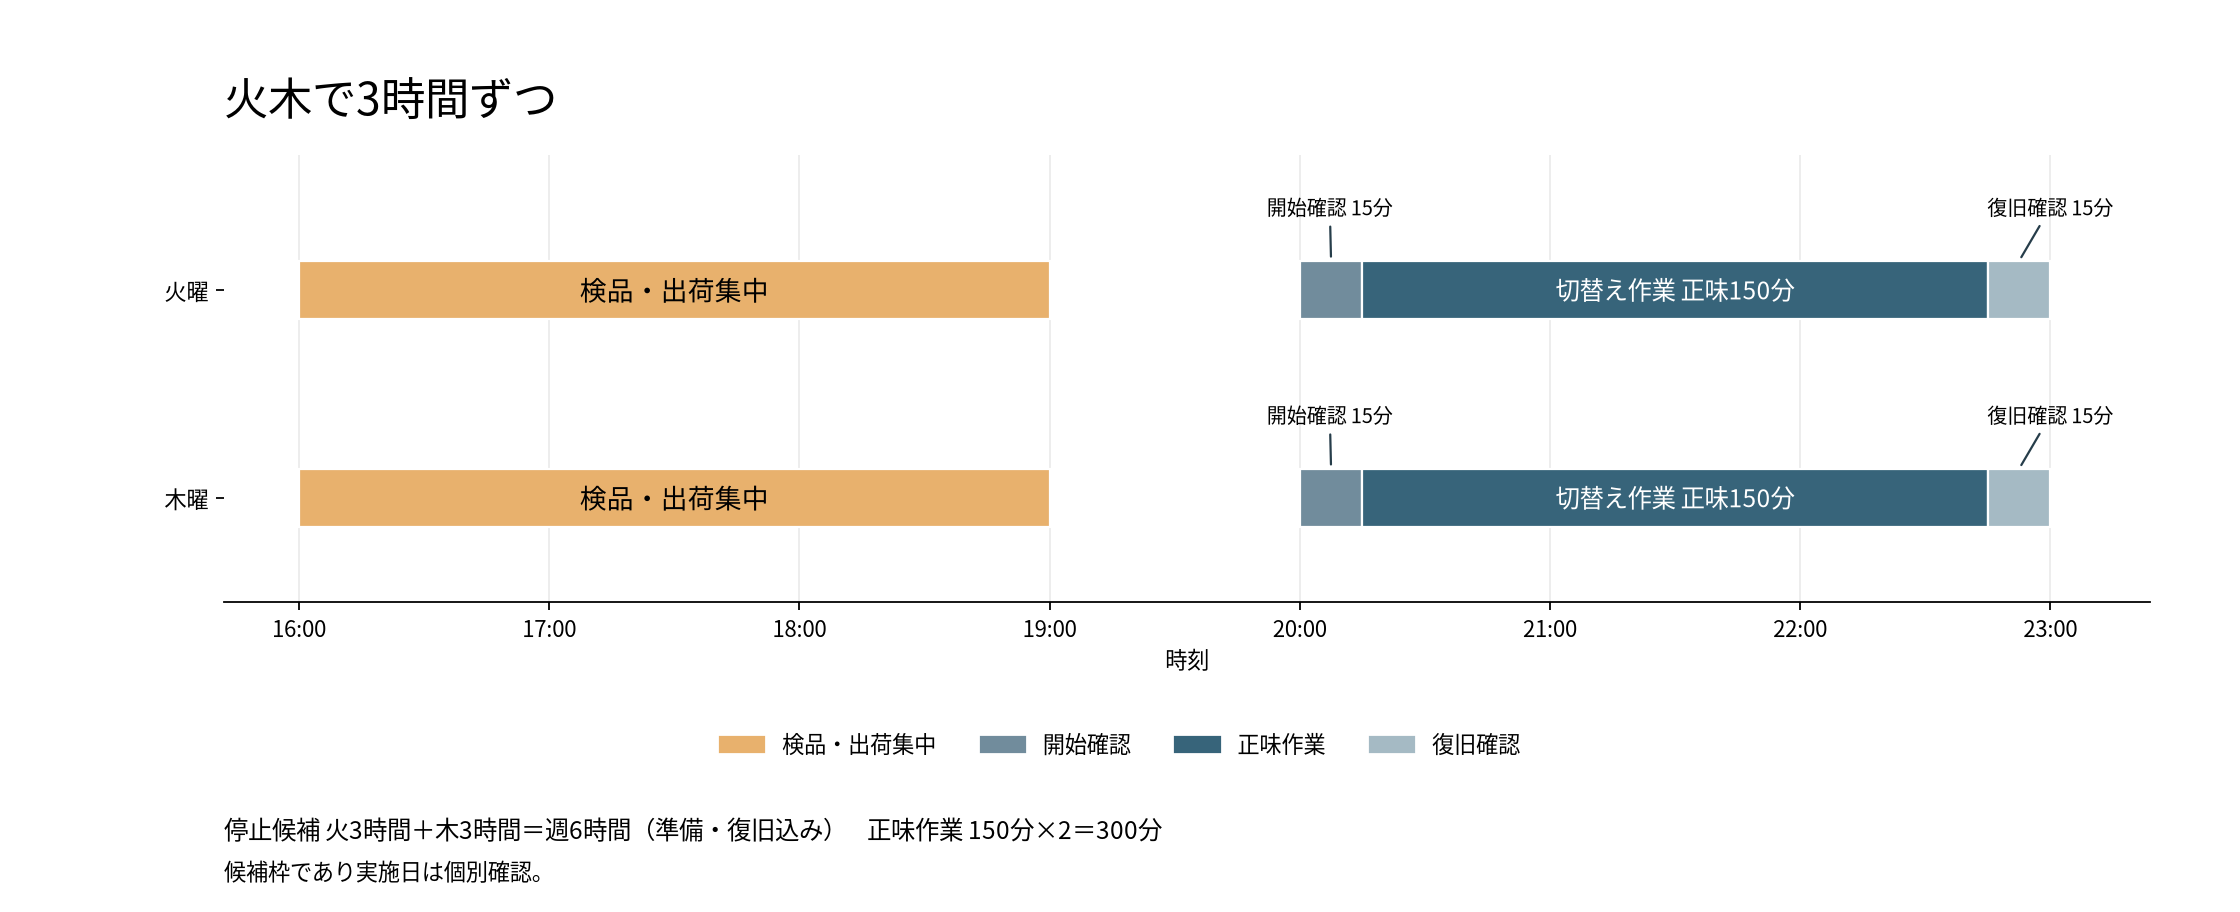 火木で3時間ずつ
開始確認 15分
復旧確認 15分
火曜
検品・出荷集中
切替え作業 正味150分
開始確認 15分
復旧確認 15分
木曜
検品・出荷集中
切替え作業 正味150分
16:00 17:00 18:00 19:00 20:00 21:00 22:00 23:00
時刻
検品・出荷集中 開始確認 正味作業 復旧確認
停止候補 火3時間＋木3時間＝週6時間（準備・復旧込み） 正味作業 150分×2＝300分
候補枠であり実施日は個別確認。